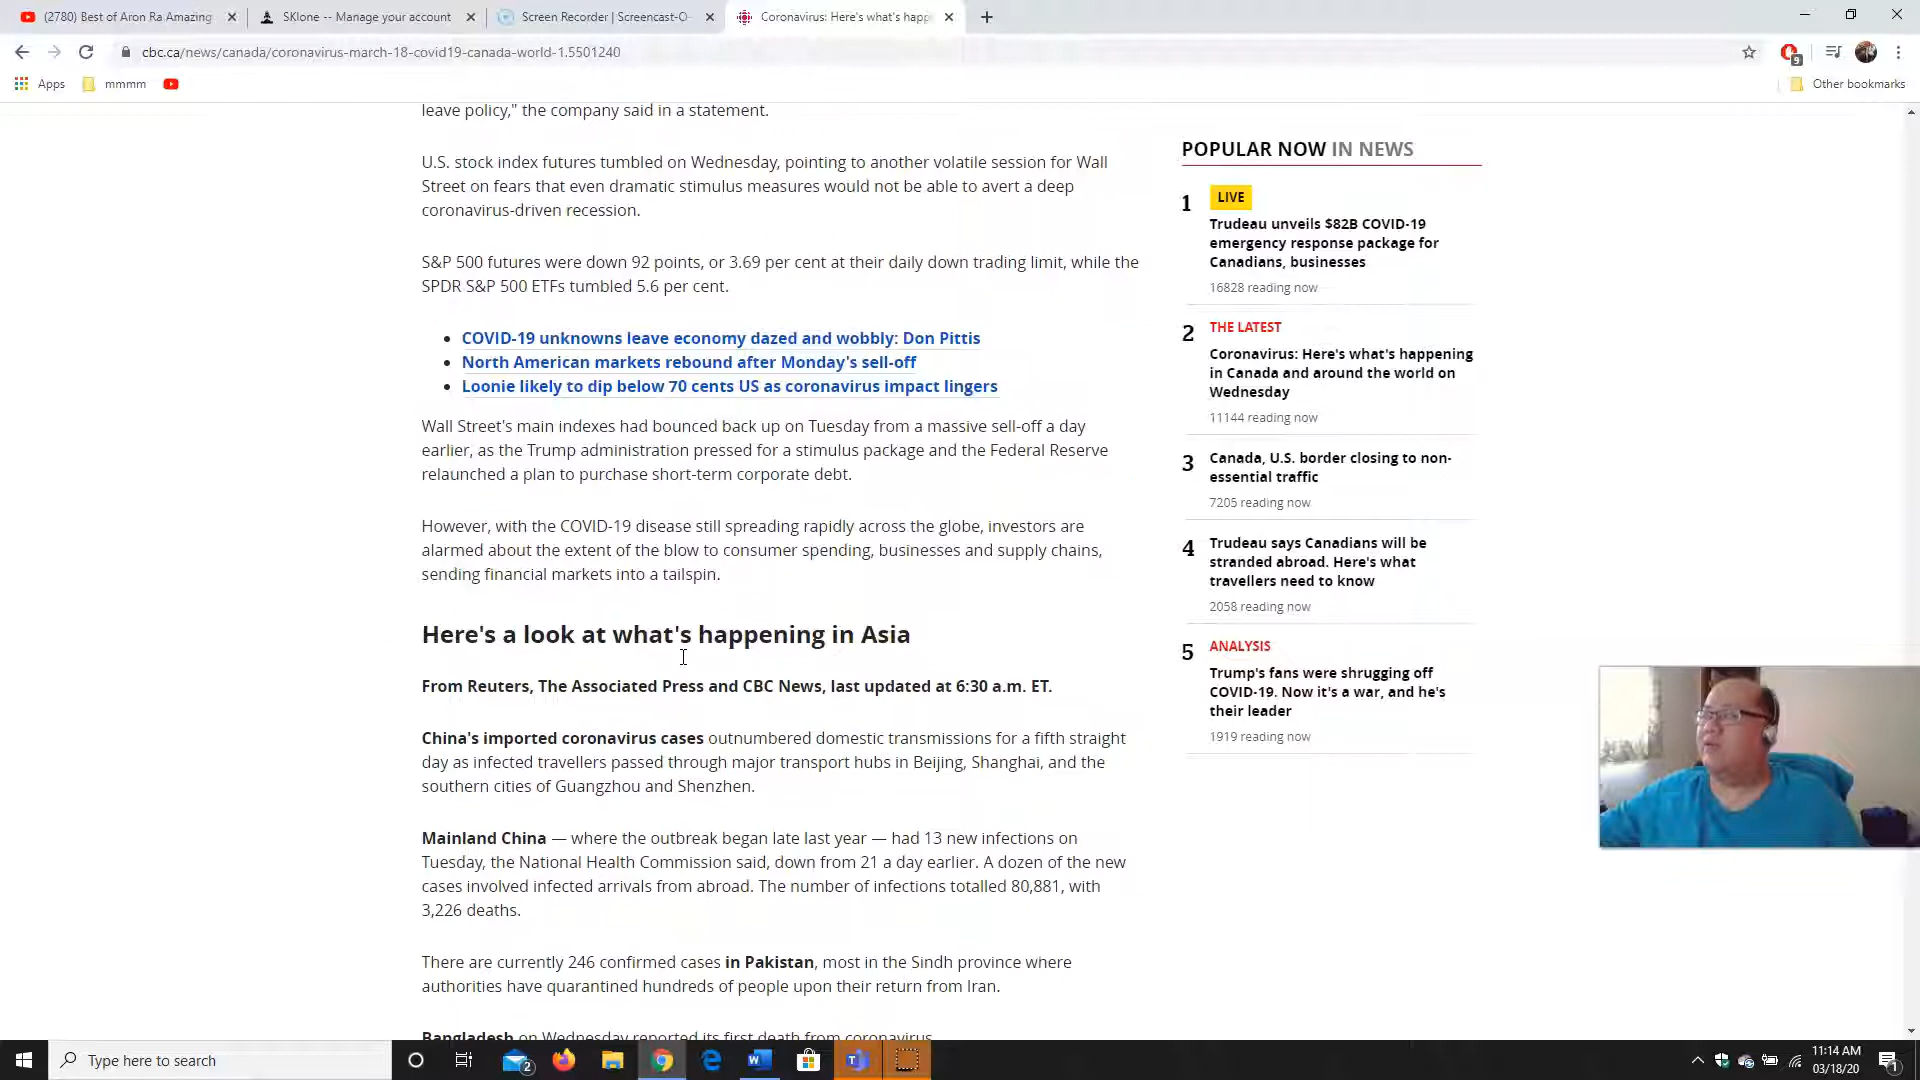 (2780) Best of Aron Ra Amazing
SKlone -- Manage your account
Screen Recorder | Screencast-O-
Coronavirus: Here's what's happ
cbc.ca/news/canada/coronavirus-march-18-covid19-canada-world-1.5501240
9
Apps
mmmm
Other bookmarks
leave policy," the company said in a statement.
U.S. stock index futures tumbled on Wednesday, pointing to another volatile session for Wall
Street on fears that even dramatic stimulus measures would not be able to avert a deep
coronavirus-driven recession.
S&P 500 futures were down 92 points, or 3.69 per cent at their daily down trading limit, while the
SPDR S&P 500 ETFs tumbled 5.6 per cent.
• COVID-19 unknowns leave economy dazed and wobbly: Don Pittis
• North American markets rebound after Monday's sell-off
• Loonie likely to dip below 70 cents US as coronavirus impact lingers
Wall Street's main indexes had bounced back up on Tuesday from a massive sell-off a day
earlier, as the Trump administration pressed for a stimulus package and the Federal Reserve
relaunched a plan to purchase short-term corporate debt.
However, with the COVID-19 disease still spreading rapidly across the globe, investors are
alarmed about the extent of the blow to consumer spending, businesses and supply chains,
sending financial markets into a tailspin.
Here's a look at what's happening in Asia
From Reuters, The Associated Press and CBC News, last updated at 6:30 a.m. ET.
China's imported coronavirus cases outnumbered domestic transmissions for a fifth straight
day as infected travellers passed through major transport hubs in Beijing, Shanghai, and the
southern cities of Guangzhou and Shenzhen.
Mainland China — where the outbreak began late last year — had 13 new infections on
Tuesday, the National Health Commission said, down from 21 a day earlier. A dozen of the new
cases involved infected arrivals from abroad. The number of infections totalled 80,881, with
3,226 deaths.
There are currently 246 confirmed cases in Pakistan, most in the Sindh province where
authorities have quarantined hundreds of people upon their return from Iran.
Bangladesh on Wednesday reported its first death from coronavirus.
POPULAR NOW IN NEWS
1
LIVE
Trudeau unveils $82B COVID-19
emergency response package for
Canadians, businesses
16828 reading now
2
THE LATEST
Coronavirus: Here's what's happening
in Canada and around the world on
Wednesday
11144 reading now
3
Canada, U.S. border closing to non-
essential traffic
7205 reading now
4
Trudeau says Canadians will be
stranded abroad. Here's what
travellers need to know
2058 reading now
5
ANALYSIS
Trump's fans were shrugging off
COVID-19. Now it's a war, and he's
their leader
1919 reading now
Type here to search
2
11:14 AM
03/18/20
1